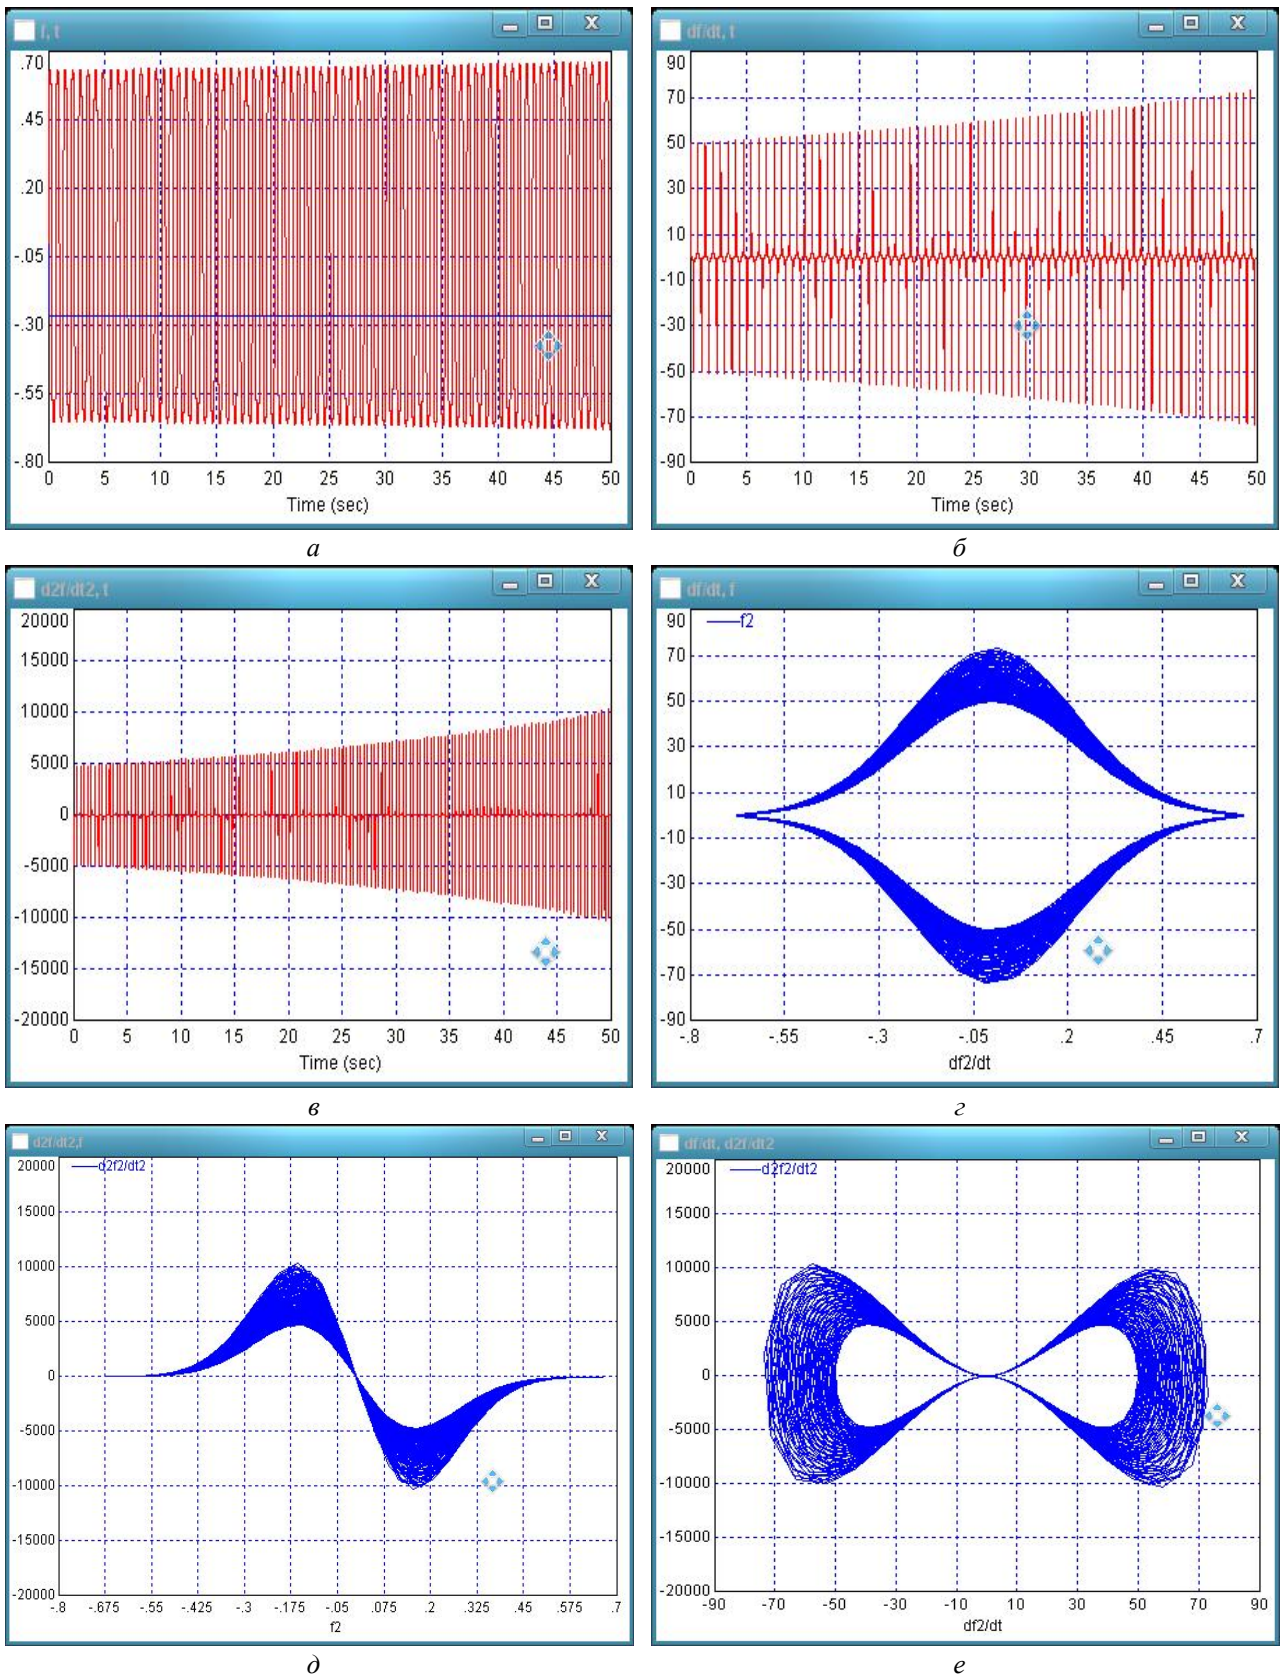 f, t
.70
.45
.20
-.05
-.30
-.55
-.80
0 5 10 15 20 25 30 35 40 45 50
Time (sec)
а
df/dt, t
90
70
50
30
10
-10
-30
-50
-70
-90
0 5 10 15 20 25 30 35 40 45 50
Time (sec)
б
d2f/dt2, t
20000
15000
10000
5000
0
-5000
-10000
-15000
-20000
0 5 10 15 20 25 30 35 40 45 50
Time (sec)
в
df/dt, f
f2
90
70
50
30
10
-10
-30
-50
-70
-90
-.8 -.55 -.3 -.05 .2 .45 .7
df2/dt
г
d2f/dt2,f
d2f2/dt2
20000
15000
10000
5000
0
-5000
-10000
-15000
-20000
-.8 -.675 -.55 -.425 -.3 -.175 -.05 .075 .2 .325 .45 .575 .7
f2
д
df/dt, d2f/dt2
d2f2/dt2
20000
15000
10000
5000
0
-5000
-10000
-15000
-20000
-90 -70 -50 -30 -10 10 30 50 70 90
df2/dt
е